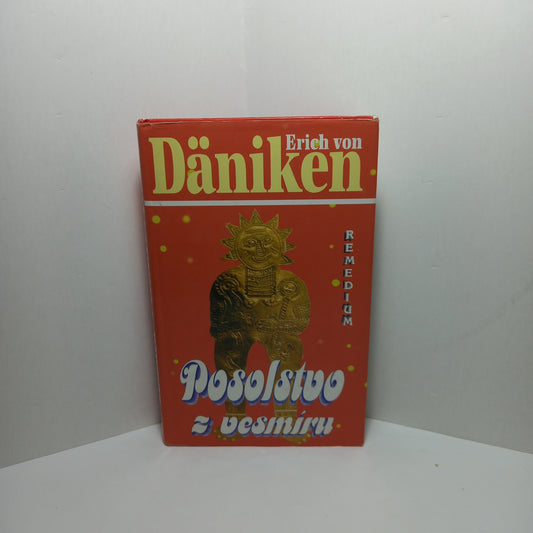 Erich von
Däniken
REMEDIUM
Posolstvo
z vesmíru